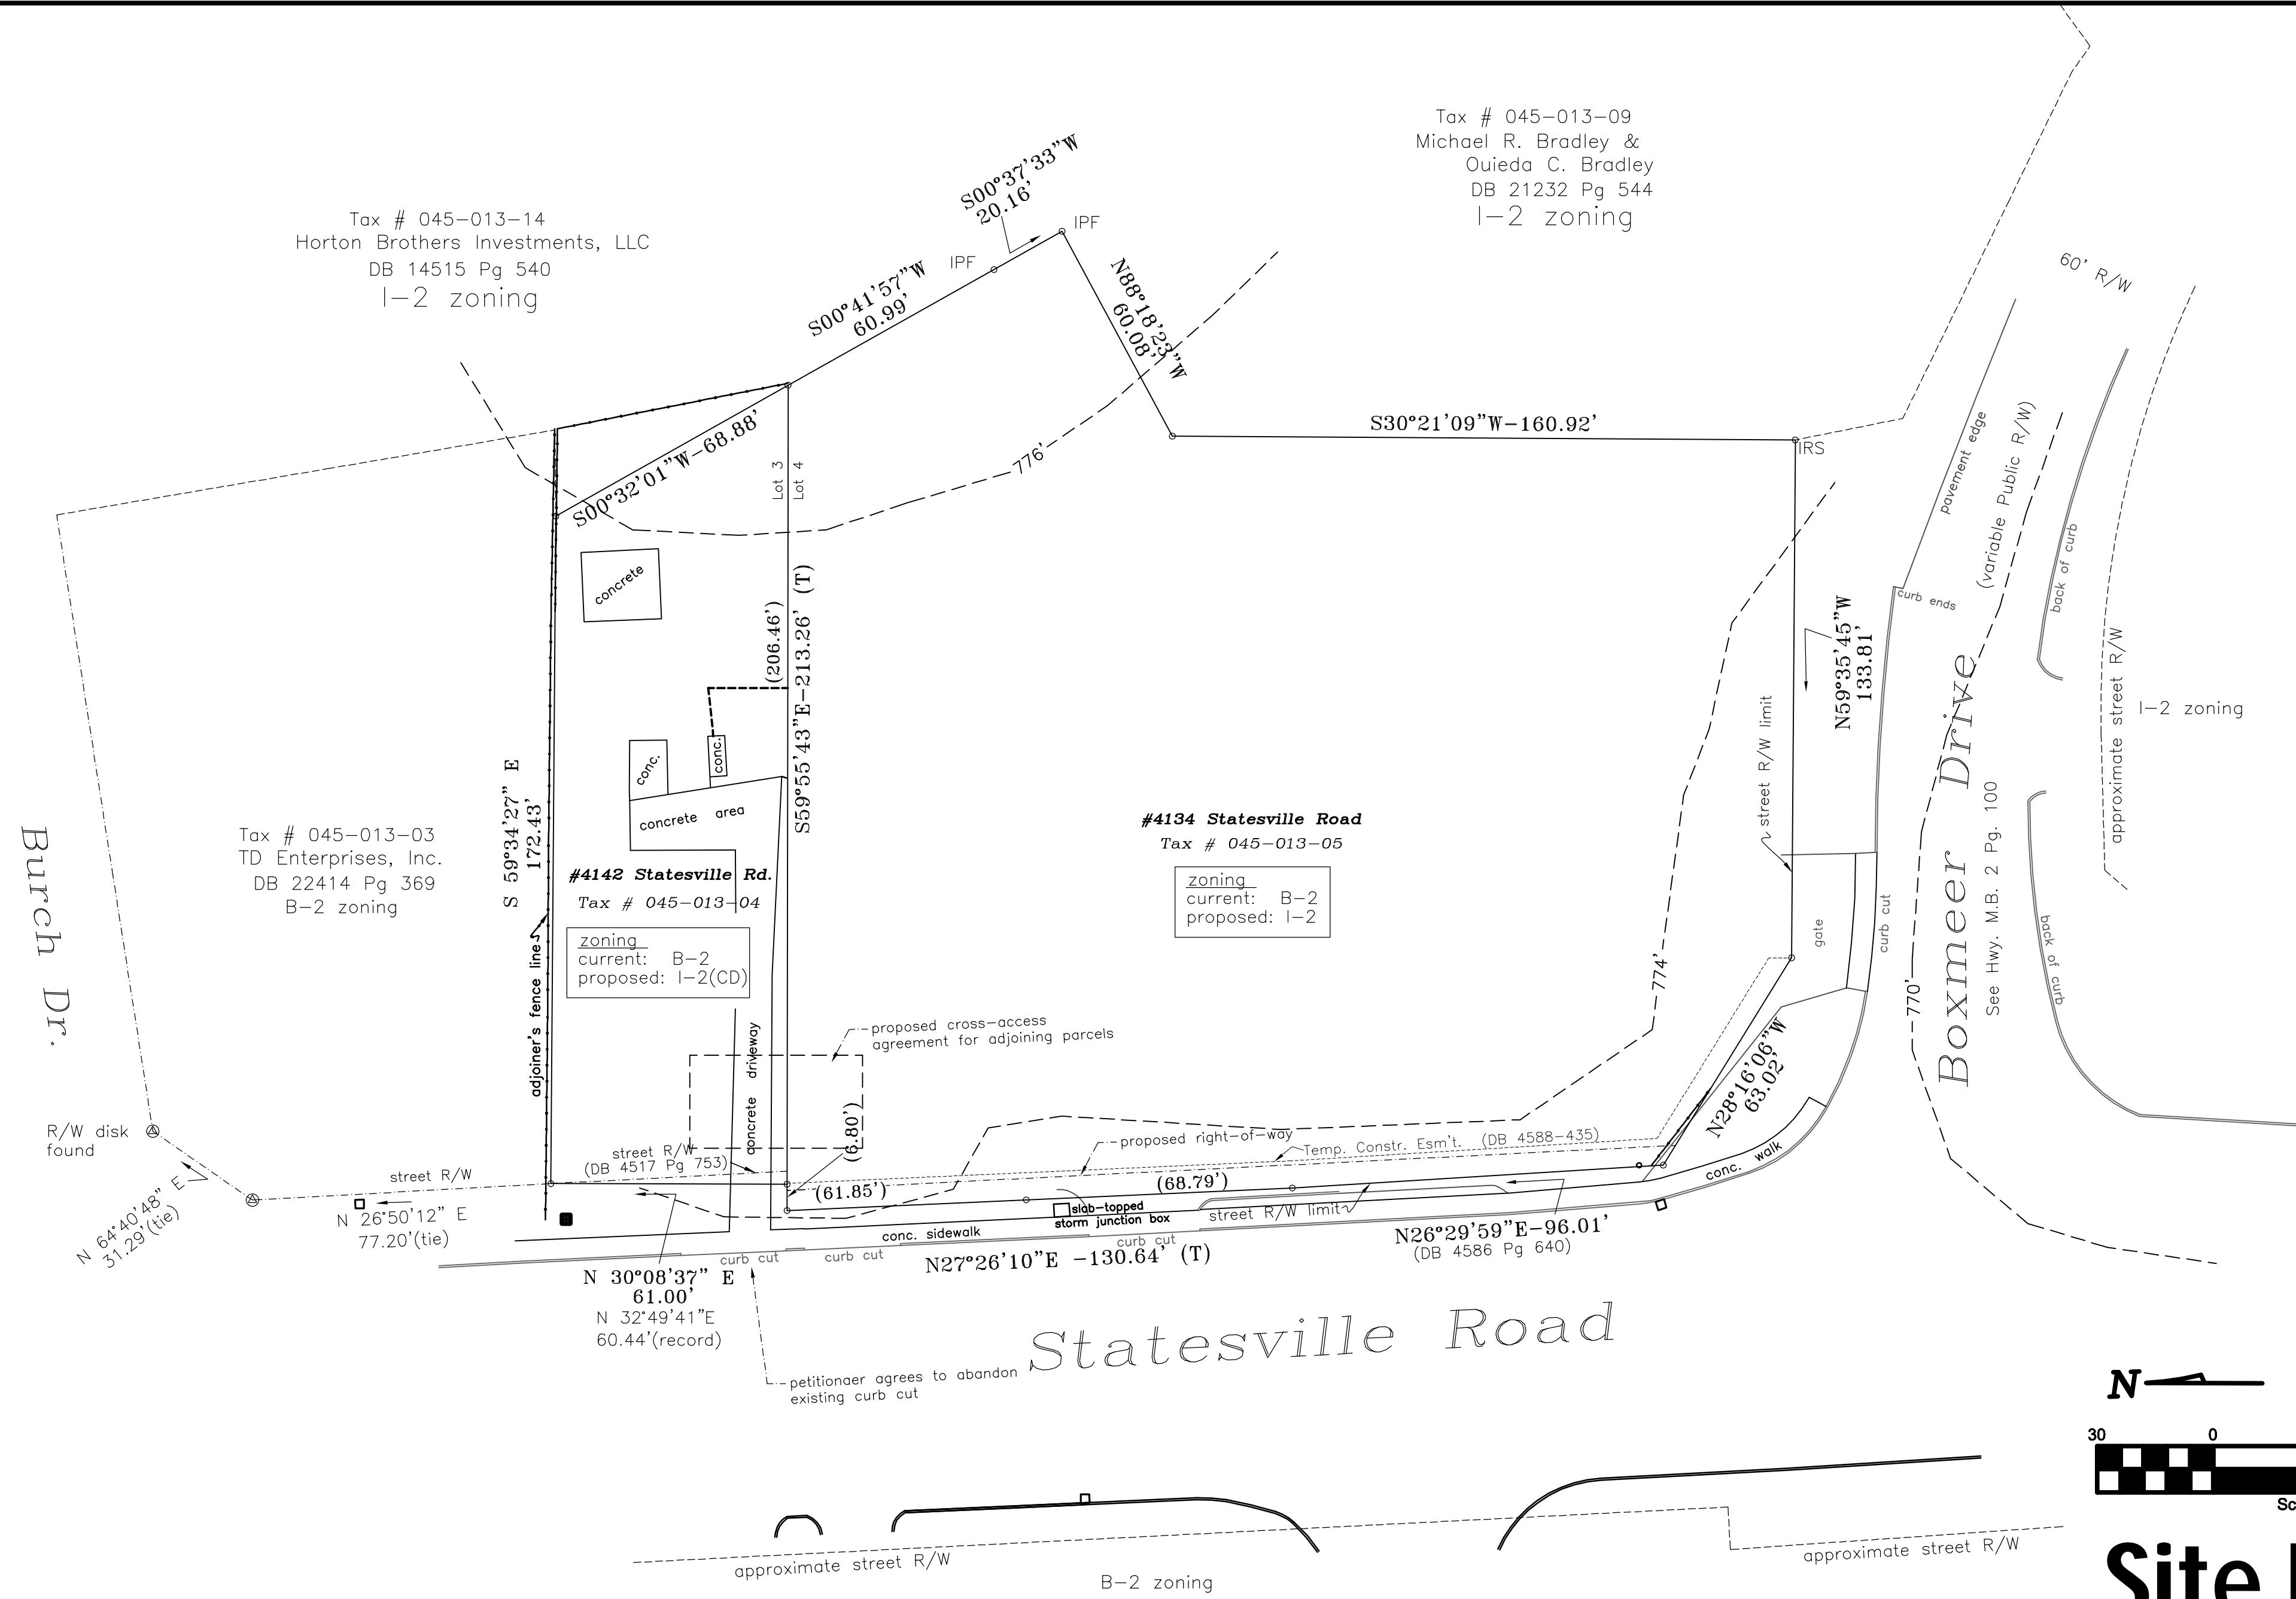 Tax # 045-013-09
Michael R. Bradley &
Ouieda C. Bradley
DB 21232 Pg 544
I-2 zoning
Tax # 045-013-14
Horton Brothers Investments, LLC
DB 14515 Pg 540
I-2 zoning
S00°37'33"W
20.16'
IPF
IPF
S00°41'57"W
60.99'
N88°18'23"W
60.08'
60' R/W
S30°21'09"W-160.92'
IRS
S00°32'01"W-68.88'
Lot 3
Lot 4
776'
pavement edge
(variable Public R/W)
back of curb
curb ends
concrete
(206.46')
S59°55'43"E-213.26' (T)
N59°35'45"W
133.81'
street R/W limit
approximate street R/W
I-2 zoning
conc.
conc.
concrete area
S 59°34'27" E
172.43'
Tax # 045-013-03
TD Enterprises, Inc.
DB 22414 Pg 369
B-2 zoning
Burch Dr.
#4142 Statesville Rd.
Tax # 045-013-04
zoning
current: B-2
proposed: I-2(CD)
#4134 Statesville Road
Tax # 045-013-05
zoning
current: B-2
proposed: I-2
gate
curb cut
Boxmeer Drive
See Hwy. M.B. 2 Pg. 100
back of curb
774'
770'
adjoiner's fence line
concrete driveway
proposed cross-access
agreement for adjoining parcels
(6.80')
N28°16'06"W
63.02'
R/W disk
found
street R/W
street R/W
(DB 4517 Pg 753)
proposed right-of-way
Temp. Constr. Esm't. (DB 4588-435)
conc. walk
N 64°40'48" E
31.29'(tie)
N 26°50'12" E
77.20'(tie)
(61.85')
(68.79')
slab-topped
storm junction box
street R/W limit
conc. sidewalk
curb cut
curb cut
curb cut
N26°29'59"E-96.01'
(DB 4586 Pg 640)
N27°26'10"E -130.64' (T)
N 30°08'37" E
61.00'
N 32°49'41"E
60.44'(record)
Statesville Road
petitionaer agrees to abandon
existing curb cut
N
30 0
Sc
approximate street R/W
approximate street R/W
B-2 zoning
Site